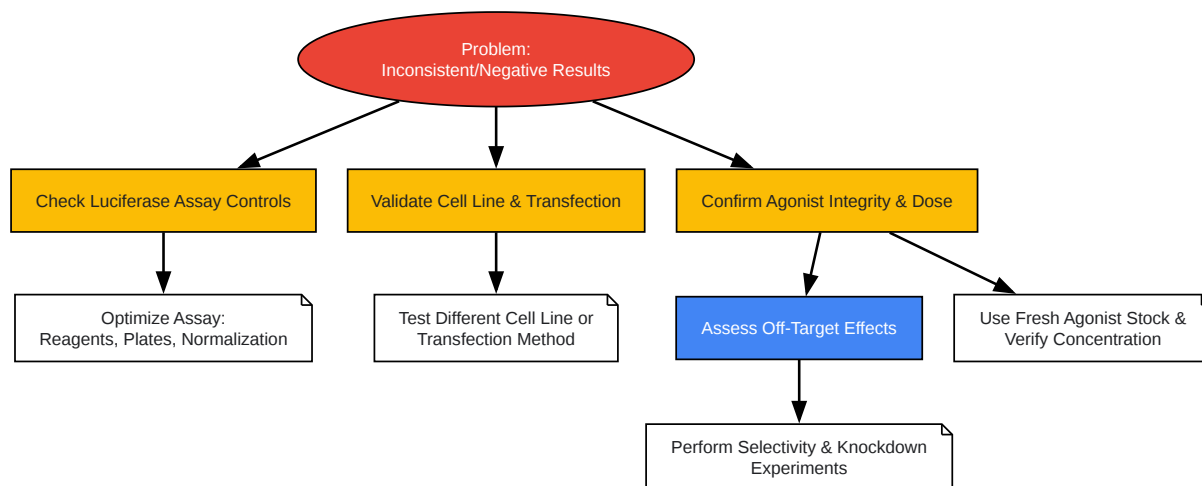 Problem:
Inconsistent/Negative Results
Check Luciferase Assay Controls
Validate Cell Line & Transfection
Confirm Agonist Integrity & Dose
Optimize Assay:
Reagents, Plates, Normalization
Test Different Cell Line or
Transfection Method
Assess Off-Target Effects
Use Fresh Agonist Stock &
Verify Concentration
Perform Selectivity & Knockdown
Experiments